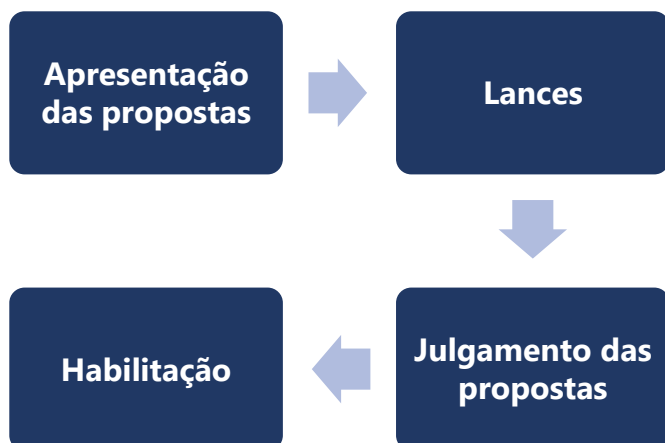 Apresentação
das propostas
Lances
Julgamento das
propostas
Habilitação